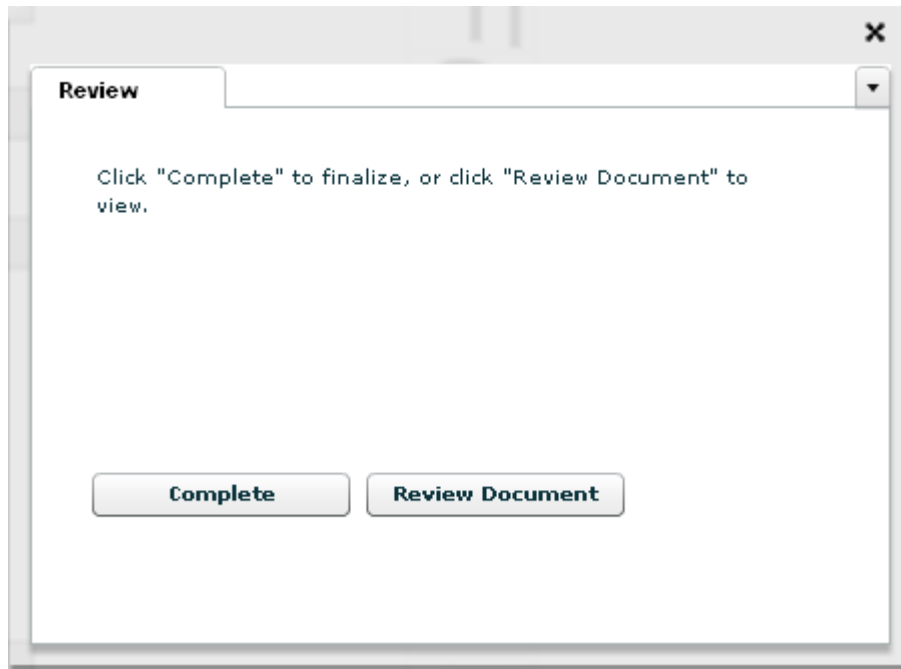 Review
Click "Complete" to finalize, or click "Review Document" to
view.
Complete
Review Document